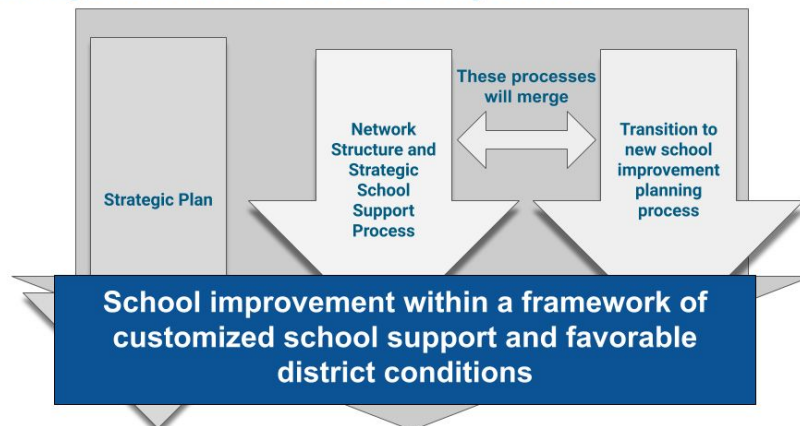 These processes
will merge
Network
Structure and
Strategic
School
Support
Process
Transition to
new school
improvement
planning
process
Strategic Plan
School improvement within a framework of
customized school support and favorable
district conditions